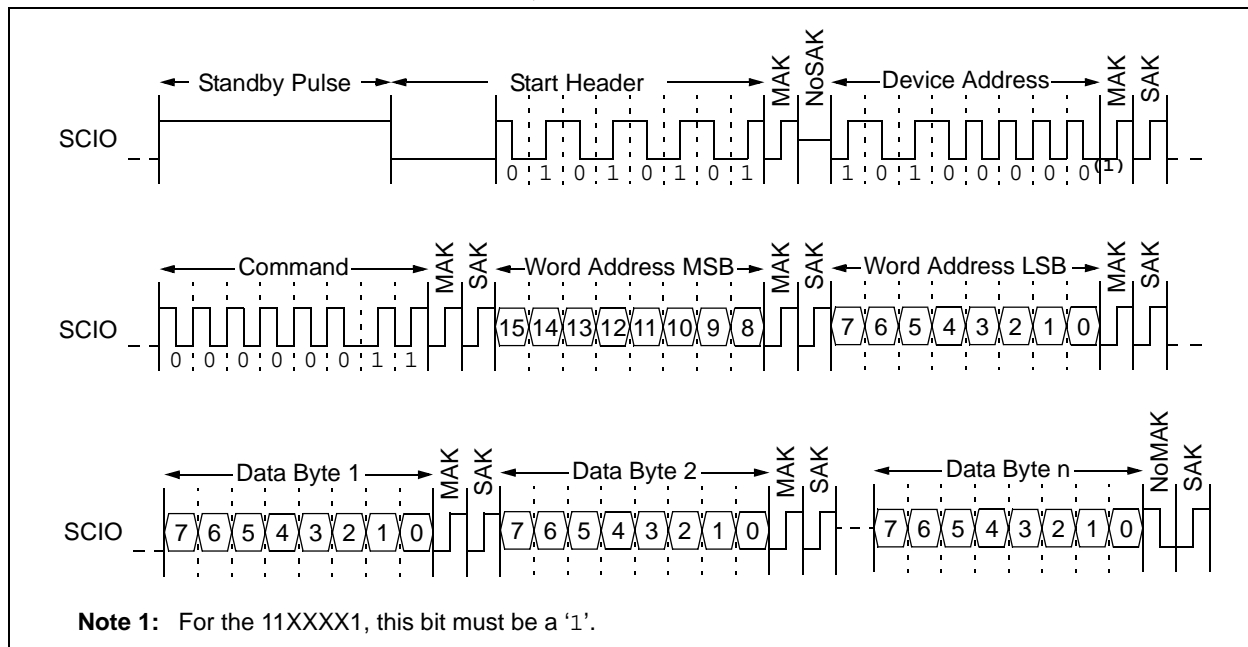 Standby Pulse Start Header MAK NoSAK Device Address MAK SAK
SCIO
0 1 0 1 0 1 0 1 1 0 1 0 0 0 0 0(1)
Command MAK SAK Word Address MSB MAK SAK Word Address LSB MAK SAK
SCIO 15 14 13 12 11 10 9 8 7 6 5 4 3 2 1 0
0 0 0 0 0 0 1 1
Data Byte 1 MAK SAK Data Byte 2 MAK SAK Data Byte n NoMAK SAK
SCIO 7 6 5 4 3 2 1 0 7 6 5 4 3 2 1 0 7 6 5 4 3 2 1 0
Note 1: For the 11XXXX1, this bit must be a ‘1’.